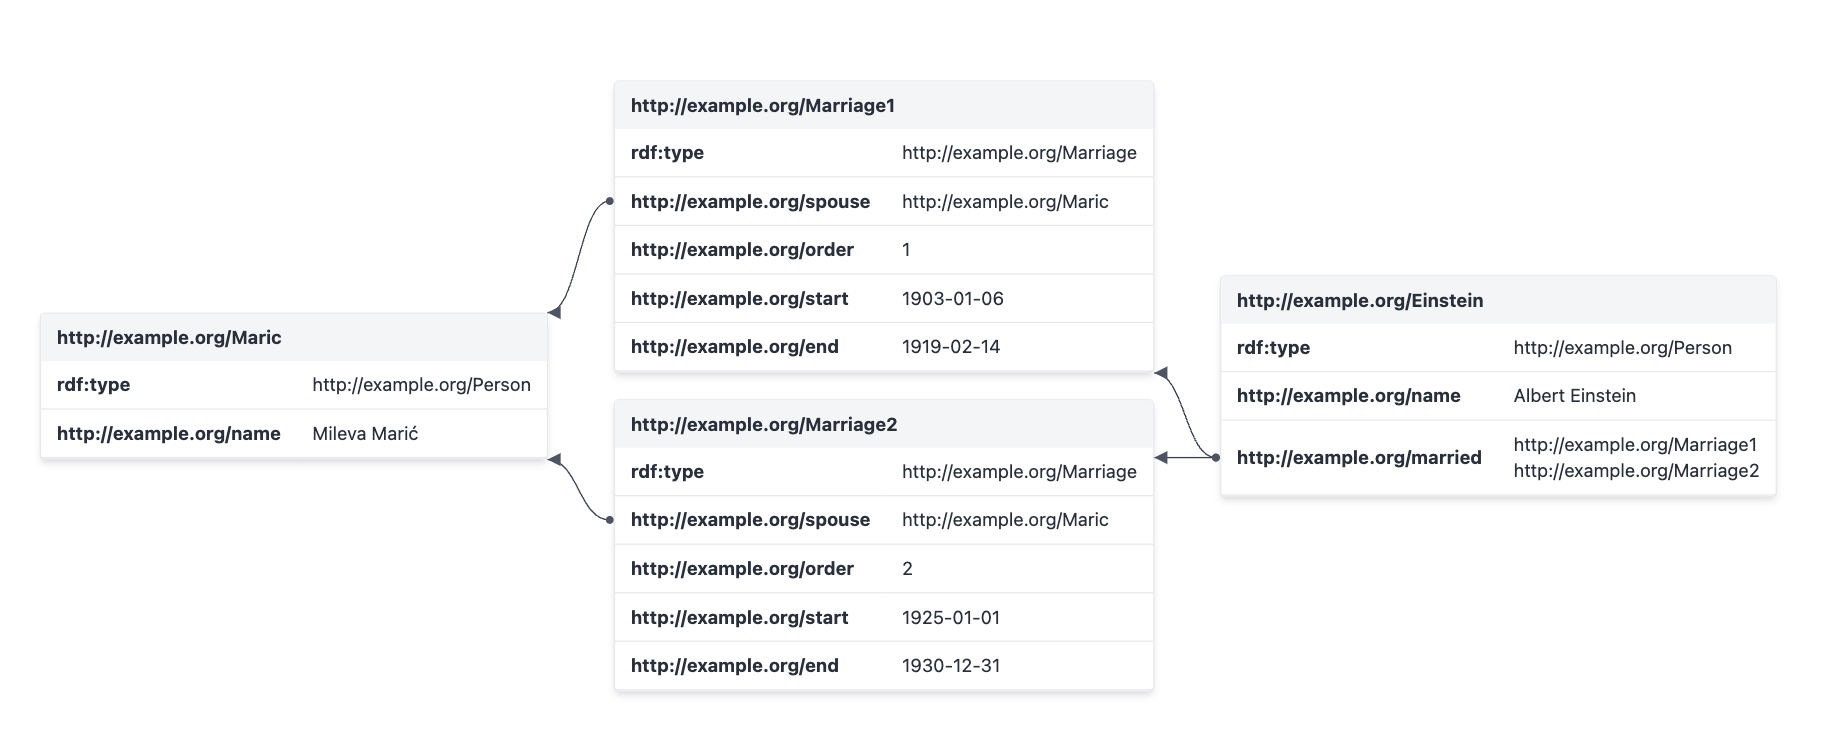 http://example.org/Marriage1
rdf:type http://example.org/Marriage
http://example.org/spouse http://example.org/Maric
http://example.org/order 1
http://example.org/start 1903-01-06
http://example.org/end 1919-02-14
http://example.org/Maric
rdf:type http://example.org/Person
http://example.org/name Mileva Marić
http://example.org/Marriage2
rdf:type http://example.org/Marriage
http://example.org/spouse http://example.org/Maric
http://example.org/order 2
http://example.org/start 1925-01-01
http://example.org/end 1930-12-31
http://example.org/Einstein
rdf:type http://example.org/Person
http://example.org/name Albert Einstein
http://example.org/married http://example.org/Marriage1
http://example.org/Marriage2